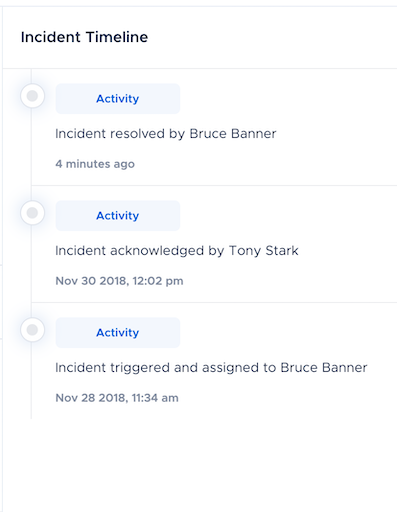 Incident Timeline
Activity
Incident resolved by Bruce Banner
4 minutes ago
Activity
Incident acknowledged by Tony Stark
Nov 30 2018, 12:02 pm
Activity
Incident triggered and assigned to Bruce Banner
Nov 28 2018, 11:34 am